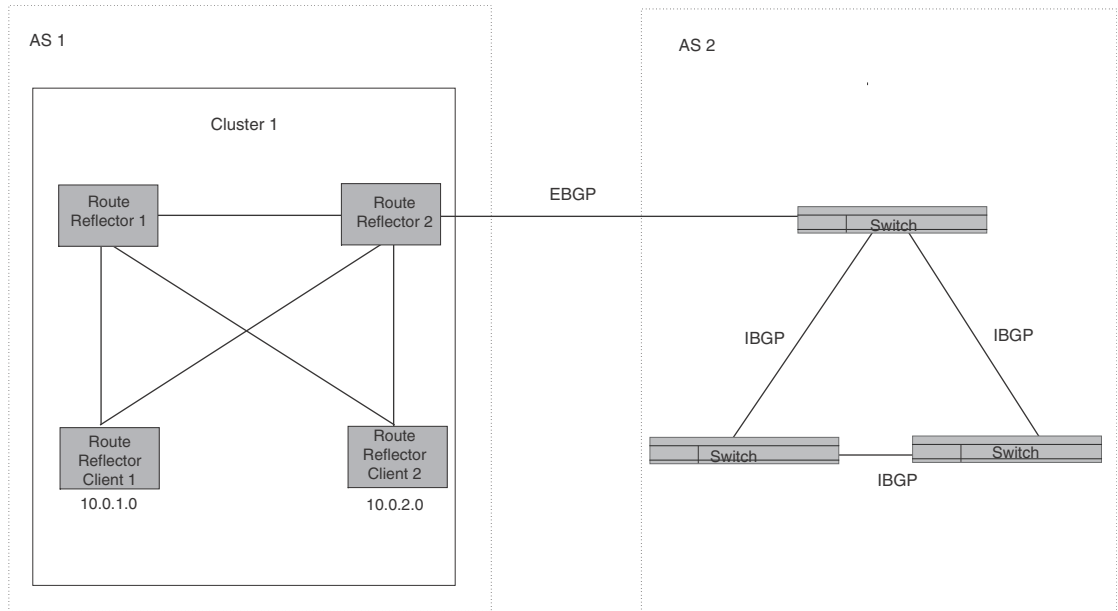 AS 1
AS 2
Cluster 1
Route
Reflector 1
Route
Reflector 2
EBGP
Switch
IBGP
IBGP
Route
Reflector
Client 1
Route
Reflector
Client 2
Switch
Switch
IBGP
10.0.1.0
10.0.2.0